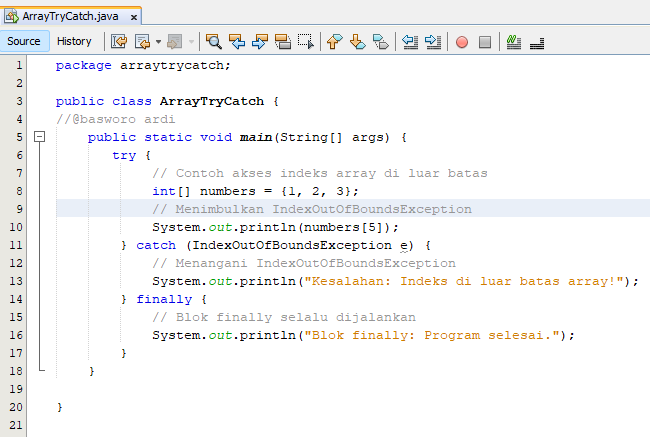 ArrayTryCatch.java x
Source History
1 package arraytrycatch;
2
3 public class ArrayTryCatch {
4 //@basworo ardi
5 public static void main(String[] args) {
6 try {
7 // Contoh akses indeks array di luar batas
8 int[] numbers = {1, 2, 3};
9 // Menimbulkan IndexOutOfBoundsException
10 System.out.println(numbers[5]);
11 } catch (IndexOutOfBoundsException e) {
12 // Menangani IndexOutOfBoundsException
13 System.out.println("Kesalahan: Indeks di luar batas array!");
14 } finally {
15 // Blok finally selalu dijalankan
16 System.out.println("Blok finally: Program selesai.");
17 }
18 }
19
20 }
21